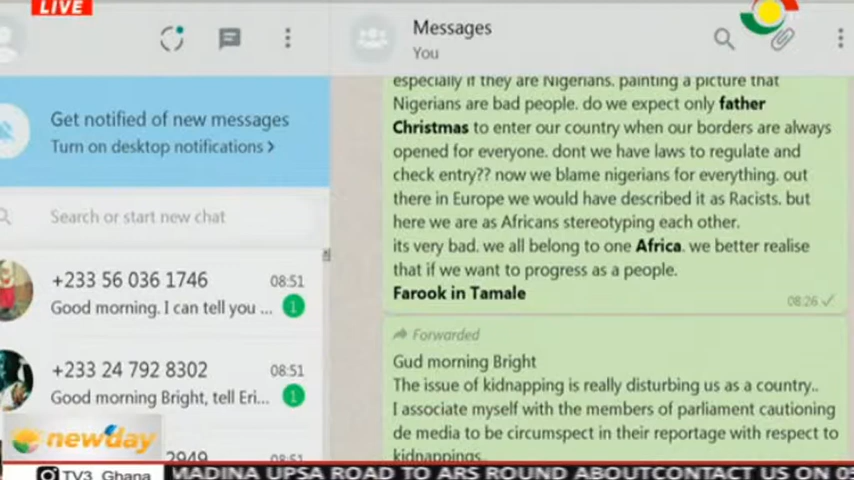 LIVE
Messages
You
Get notified of new messages
Turn on desktop notifications >
Search or start new chat
+233 56 036 1746
08:51
Good morning. I can tell you ...
1
+233 24 792 8302
08:51
Good morning Bright, tell Eri...
1
2949
08:51
especially if they are Nigerians. painting a picture that
Nigerians are bad people. do we expect only father
Christmas to enter our country when our borders are always
opened for everyone. dont we have laws to regulate and
check entry?? now we blame nigerians for everything. out
there in Europe we would have described it as Racists. but
here we are as Africans stereotyping each other.
its very bad. we all belong to one Africa. we better realise
that if we want to progress as a people.
Farook in Tamale
08:26
Forwarded
Gud morning Bright
The issue of kidnapping is really disturbing us as a country..
I associate myself with the members of parliament cautioning
de media to be circumspect in their reportage with respect to
kidnappings..
newday
TV3_Ghana
MADINA UPSA ROAD TO ARS ROUND ABOUTCONTACT US ON 05